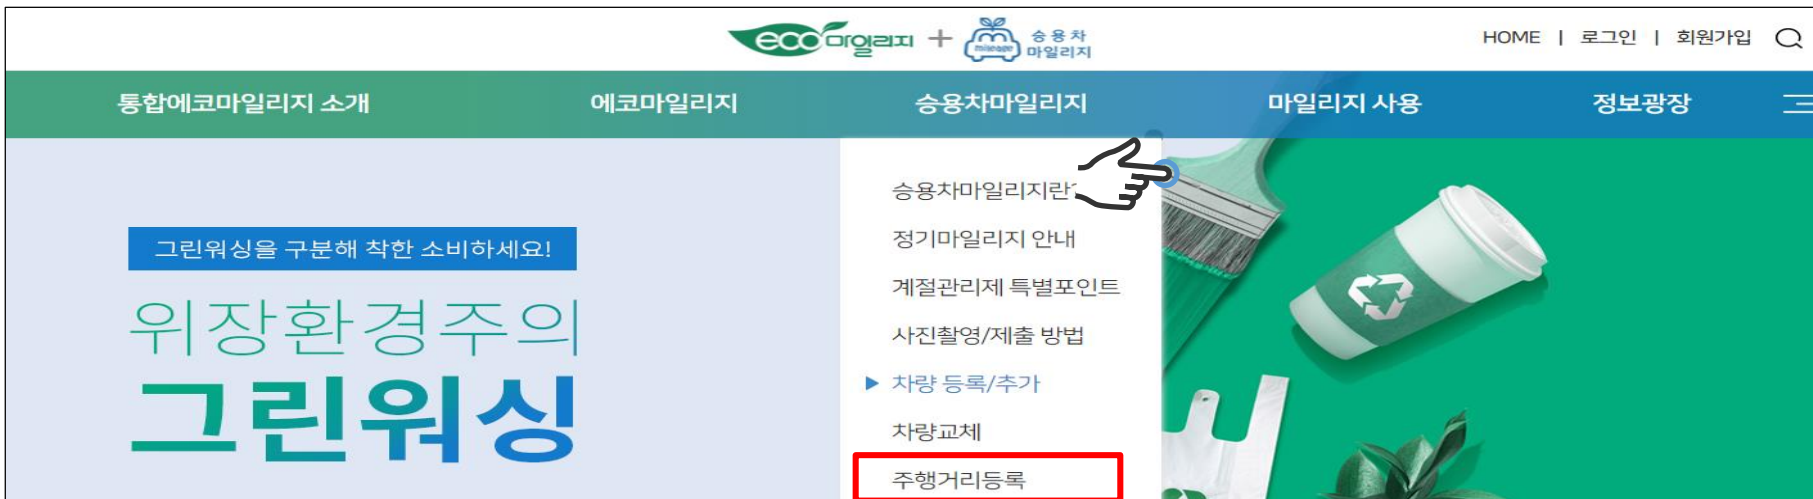 eco 마일리지 + mileage 승용차 마일리지
HOME | 로그인 | 회원가입
통합에코마일리지 소개 에코마일리지 승용차마일리지 마일리지 사용 정보광장
승용차마일리지란?
정기마일리지 안내
계절관리제 특별포인트
사진촬영/제출 방법
▶ 차량 등록/추가
차량교체
주행거리등록
그린워싱을 구분해 착한 소비하세요!
위장환경주의
그린워싱